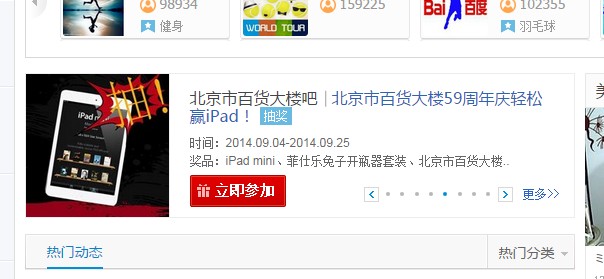 98934
159225
102355
健身
WORLD TOUR
Bai 百度
羽毛球
北京市百货大楼吧 | 北京市百货大楼59周年庆轻松
赢iPad！ 抽奖
iPad mini
时间：2014.09.04-2014.09.25
奖品：iPad mini、菲仕乐兔子开瓶器套装、北京市百货大楼..
立即参加
更多>>
热门动态
热门分类